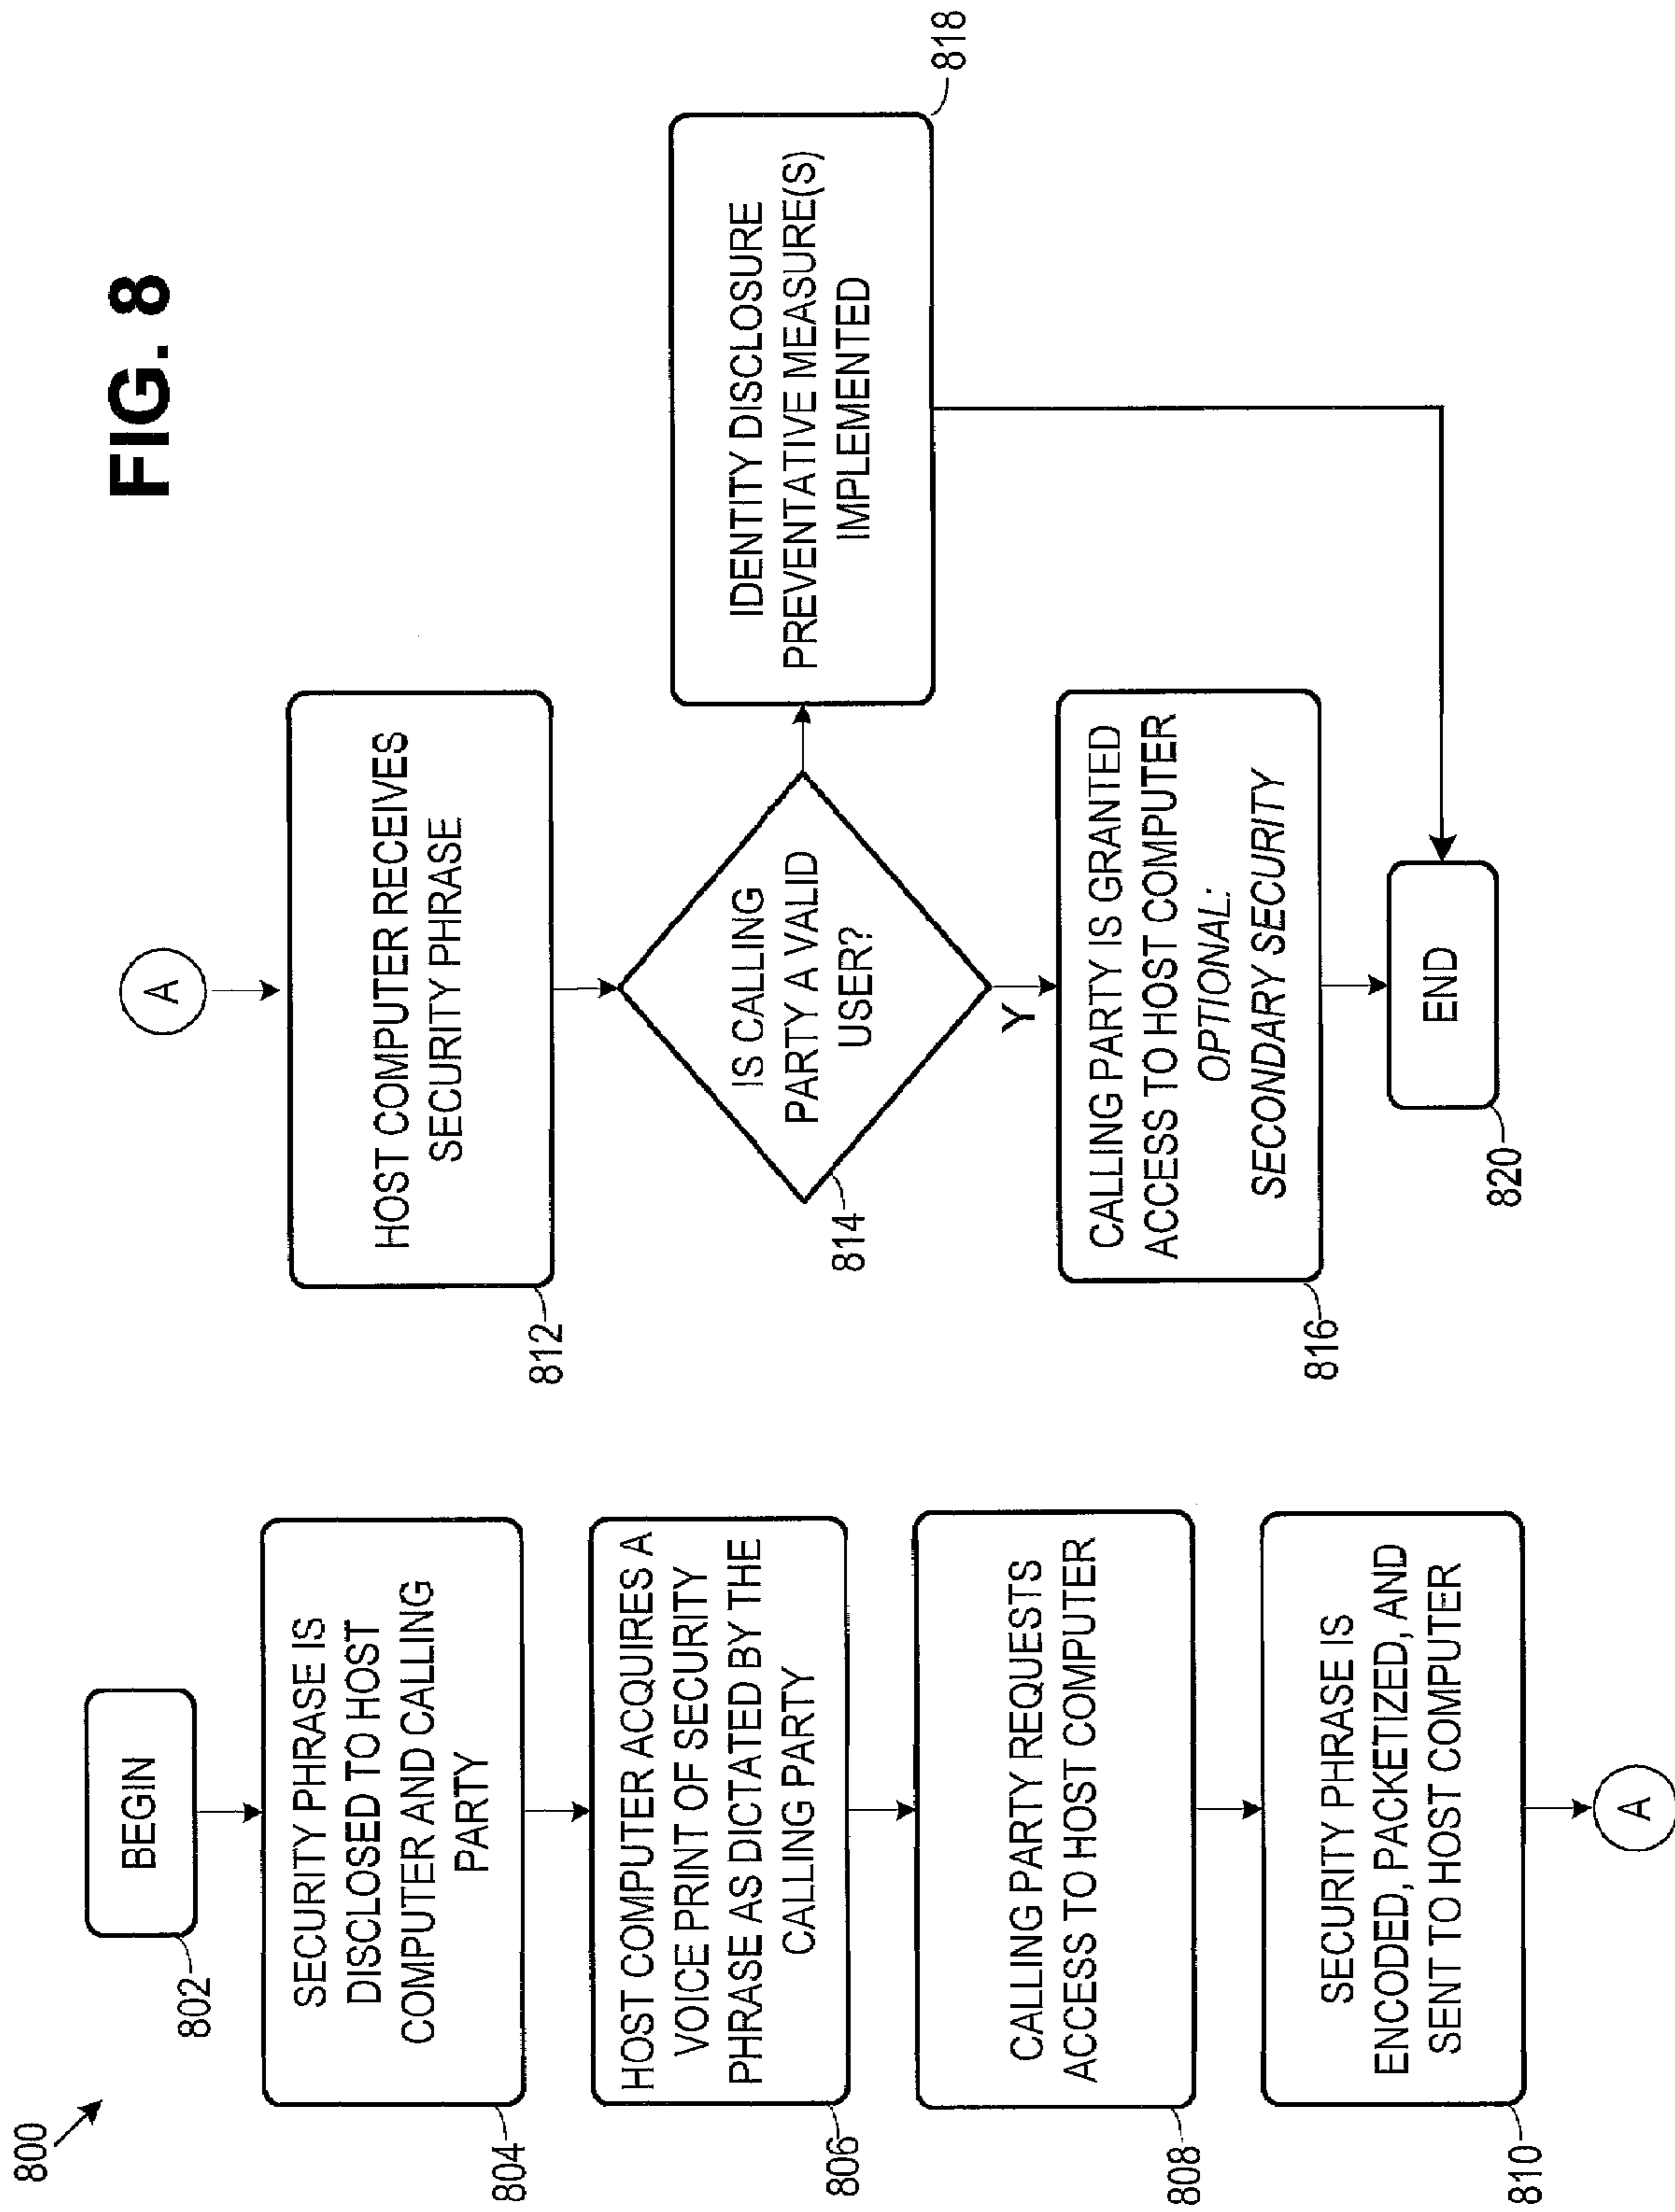 FIG. 8
800
BEGIN
802
SECURITY PHRASE IS
DISCLOSED TO HOST
COMPUTER AND CALLING
PARTY
804
HOST COMPUTER ACQUIRES A
VOICE PRINT OF SECURITY
PHRASE AS DICTATED BY THE
CALLING PARTY
806
CALLING PARTY REQUESTS
ACCESS TO HOST COMPUTER
808
SECURITY PHRASE IS
ENCODED, PACKETIZED, AND
SENT TO HOST COMPUTER
810
A
A
HOST COMPUTER RECEIVES
SECURITY PHRASE
812
IS CALLING
PARTY A VALID
USER?
814
Y
CALLING PARTY IS GRANTED
ACCESS TO HOST COMPUTER
OPTIONAL:
SECONDARY SECURITY
816
IDENTITY DISCLOSURE
PREVENTATIVE MEASURE(S)
IMPLEMENTED
818
END
820